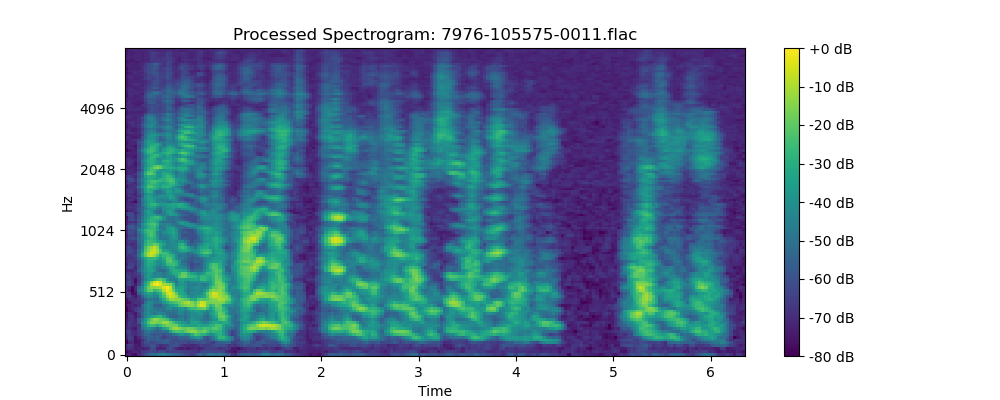 Processed Spectrogram: 7976-105575-0011.flac
Hz
4096
2048
1024
512
0
0 1 2 3 4 5 6
Time
+0 dB
-10 dB
-20 dB
-30 dB
-40 dB
-50 dB
-60 dB
-70 dB
-80 dB